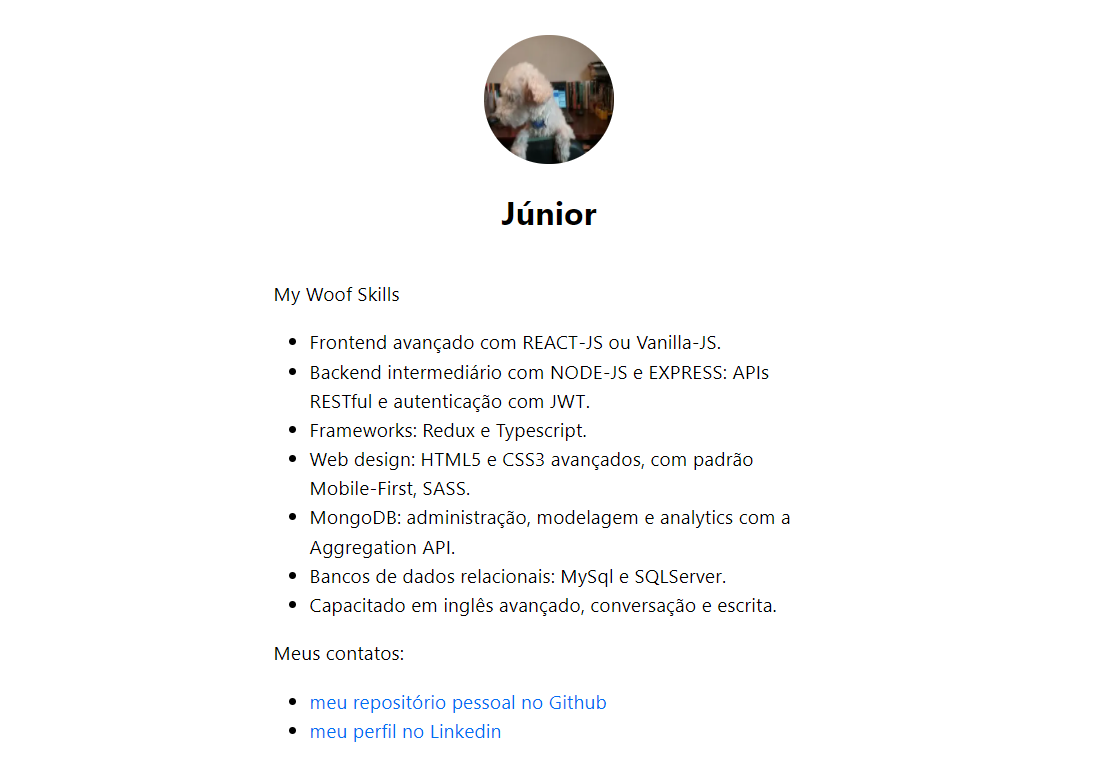 Júnior
My Woof Skills
Frontend avançado com REACT-JS ou Vanilla-JS.
Backend intermediário com NODE-JS e EXPRESS: APIs
RESTful e autenticação com JWT.
Frameworks: Redux e Typescript.
Web design: HTML5 e CSS3 avançados, com padrão
Mobile-First, SASS.
MongoDB: administração, modelagem e analytics com a
Aggregation API.
Bancos de dados relacionais: MySql e SQLServer.
Capacitado em inglês avançado, conversação e escrita.
Meus contatos:
meu repositório pessoal no Github
meu perfil no Linkedin